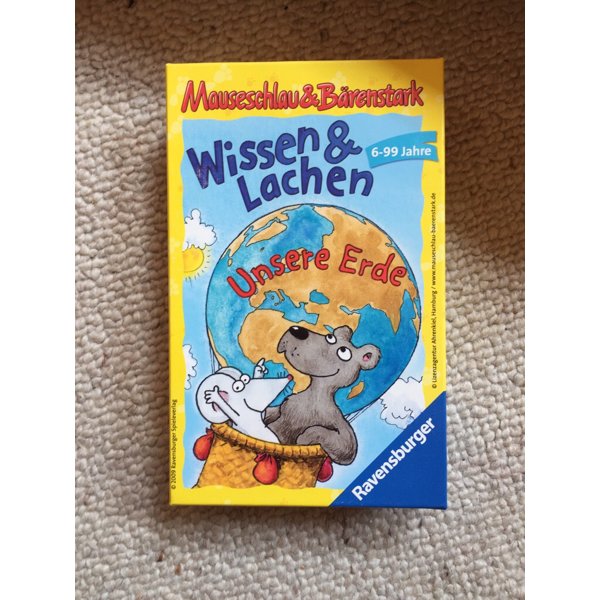 Mauseschlau & Bärenstark
Wissen &
Lachen
6-99 Jahre
Unsere Erde
Ravensburger
© 2009 Ravensburger Spieleverlag
© Lizenzagentur Ahrenkiel, Hamburg / www.mauseschlau-baerenstark.de